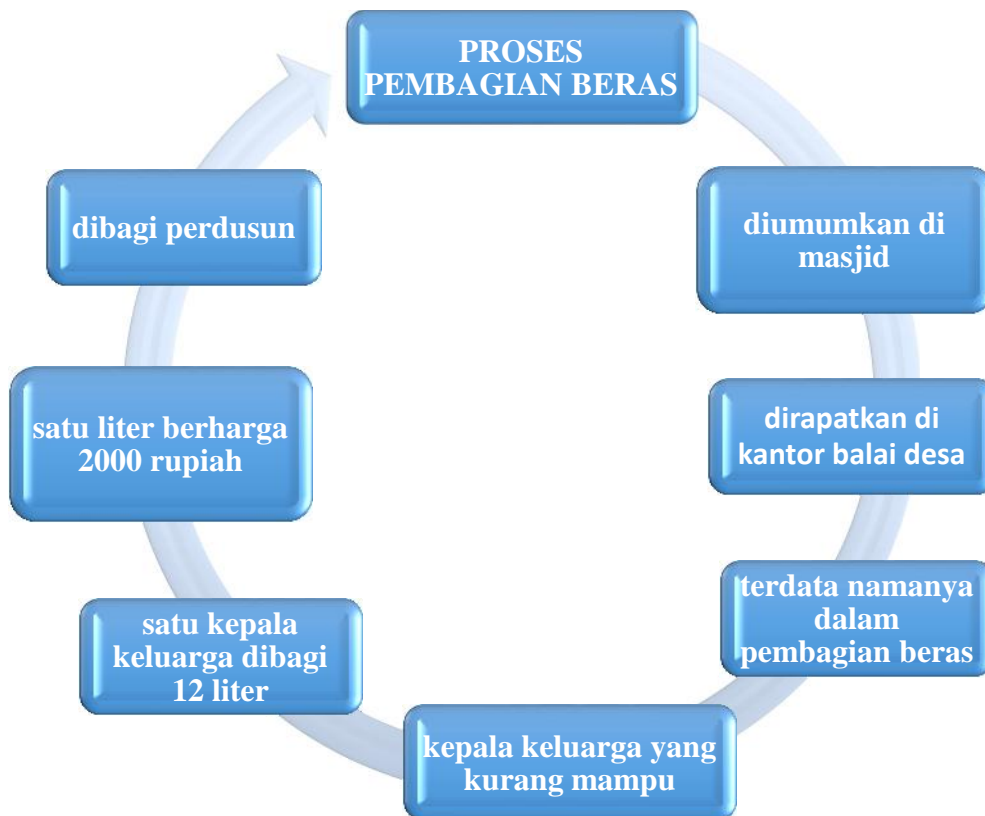 PROSES
PEMBAGIAN BERAS
diumumkan di
masjid
dirapatkan di
kantor balai desa
terdata namanya
dalam
pembagian beras
kepala keluarga yang
kurang mampu
satu kepala
keluarga dibagi
12 liter
satu liter berharga
2000 rupiah
dibagi perdusun